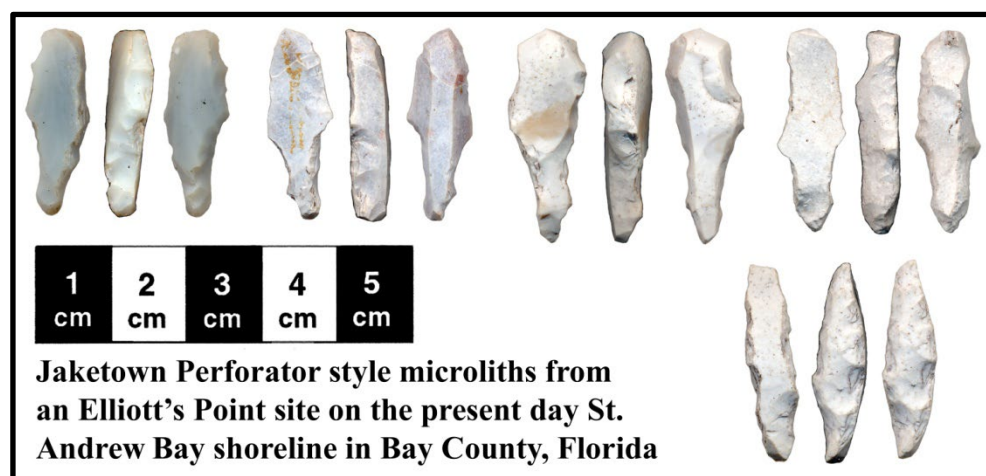 1 2 3 4 5
cm cm cm cm cm
Jaketown Perforator style microliths from
an Elliott's Point site on the present day St.
Andrew Bay shoreline in Bay County, Florida